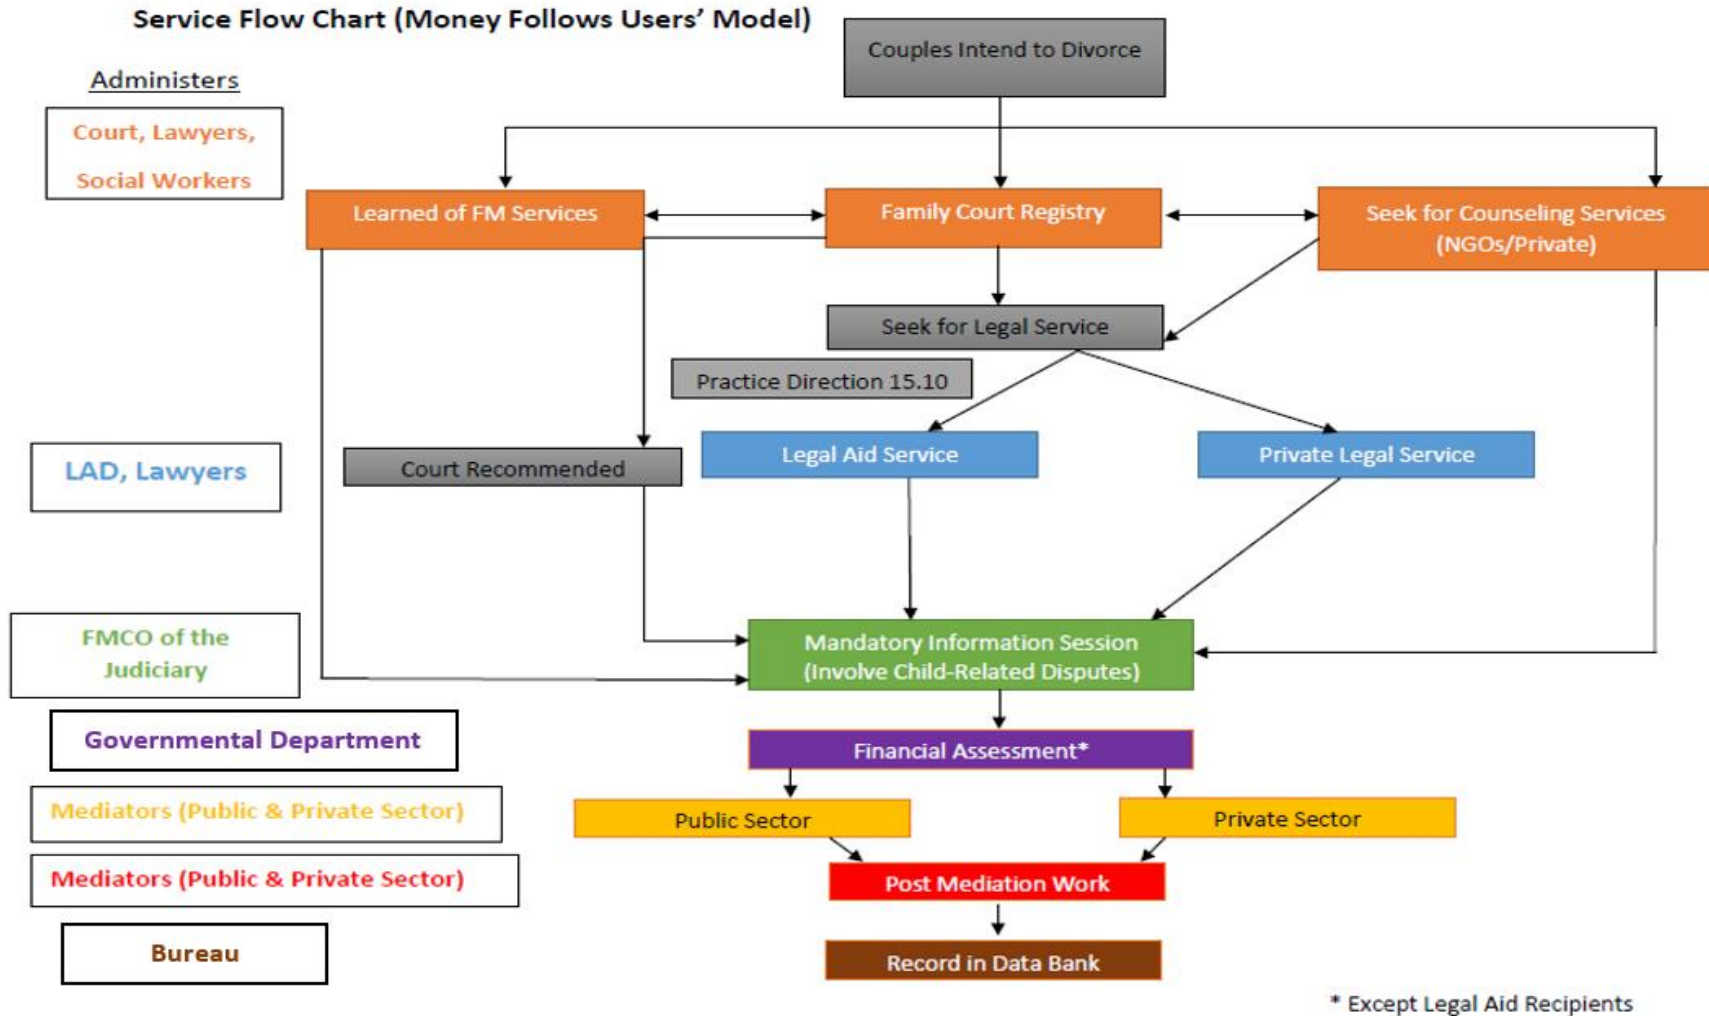 Service Flow Chart (Money Follows Users' Model)
Couples Intend to Divorce
Administers
Court, Lawyers,
Social Workers
Learned of FM Services
Family Court Registry
Seek for Counseling Services
(NGOs/Private)
Seek for Legal Service
Practice Direction 15.10
LAD, Lawyers
Court Recommended
Legal Aid Service
Private Legal Service
FMCO of the
Judiciary
Mandatory Information Session
(Involve Child-Related Disputes)
Governmental Department
Financial Assessment*
Mediators (Public & Private Sector)
Public Sector
Private Sector
Mediators (Public & Private Sector)
Post Mediation Work
Bureau
Record in Data Bank
* Except Legal Aid Recipients